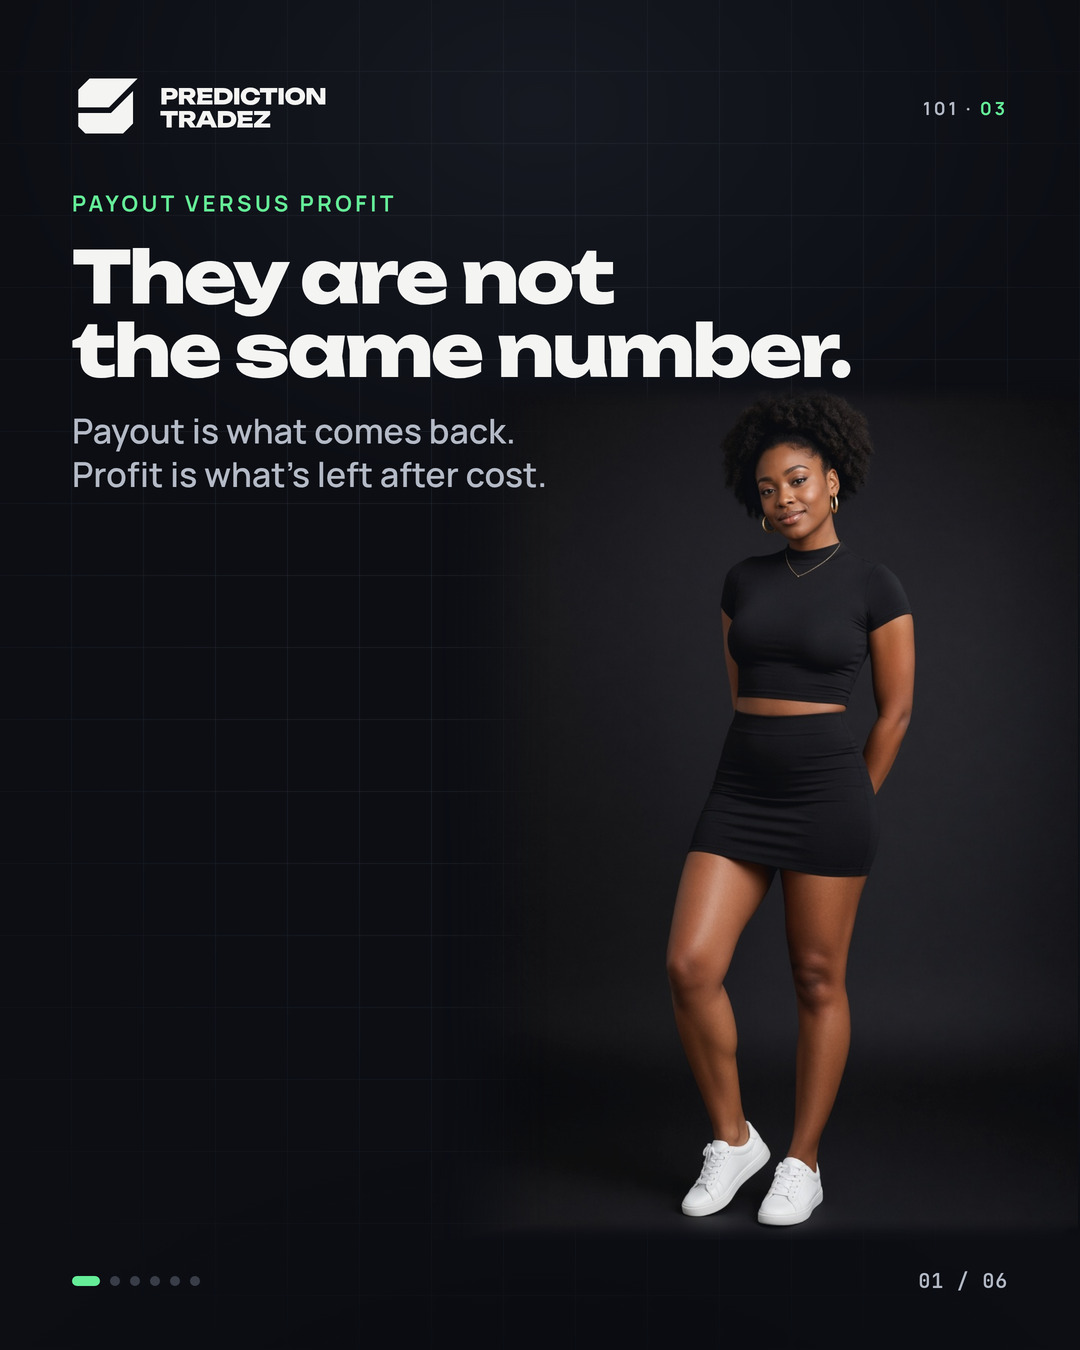 PREDICTION
TRADEZ
101 · 03
PAYOUT VERSUS PROFIT
They are not
the same number.
Payout is what comes back.
Profit is what’s left after cost.
01 / 06